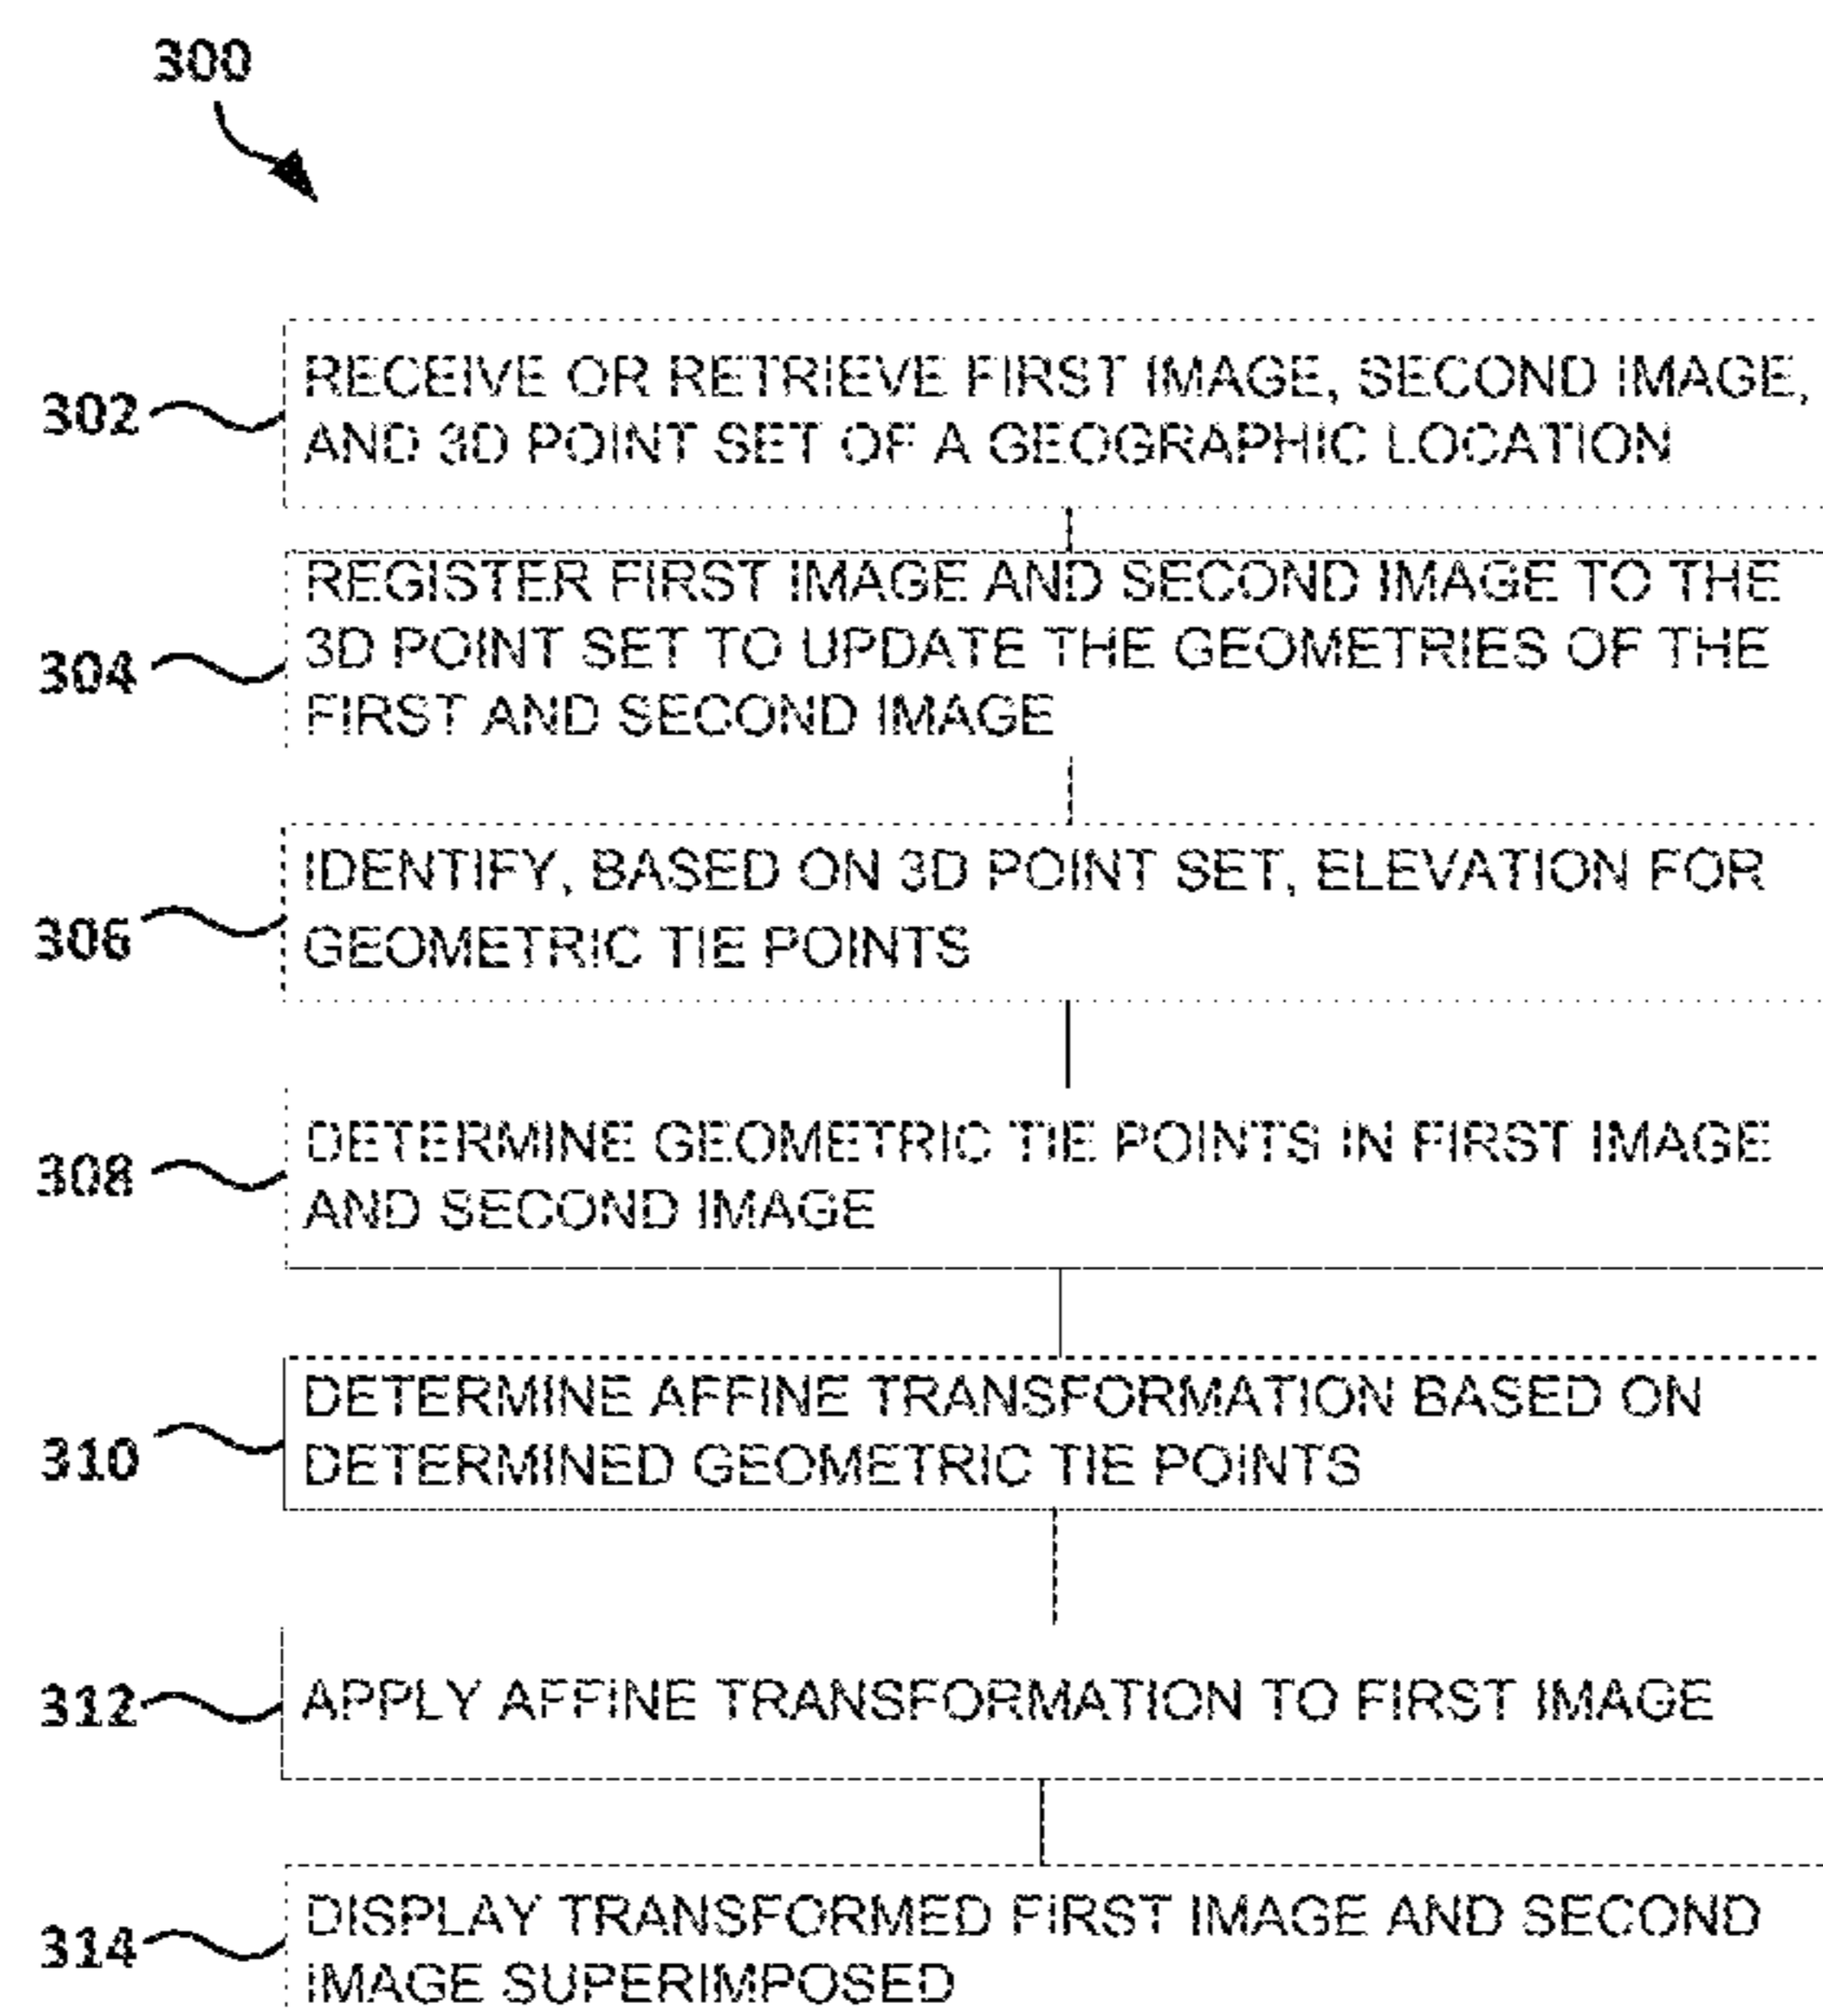 300
302
RECEIVE OR RETRIEVE FIRST IMAGE, SECOND IMAGE,
AND 3D POINT SET OF A GEOGRAPHIC LOCATION
304
REGISTER FIRST IMAGE AND SECOND IMAGE TO THE
3D POINT SET TO UPDATE THE GEOMETRIES OF THE
FIRST AND SECOND IMAGE
306
IDENTIFY, BASED ON 3D POINT SET, ELEVATION FOR
GEOMETRIC TIE POINTS
308
DETERMINE GEOMETRIC TIE POINTS IN FIRST IMAGE
AND SECOND IMAGE
310
DETERMINE AFFINE TRANSFORMATION BASED ON
DETERMINED GEOMETRIC TIE POINTS
312
APPLY AFFINE TRANSFORMATION TO FIRST IMAGE
314
DISPLAY TRANSFORMED FIRST IMAGE AND SECOND
IMAGE SUPERIMPOSED